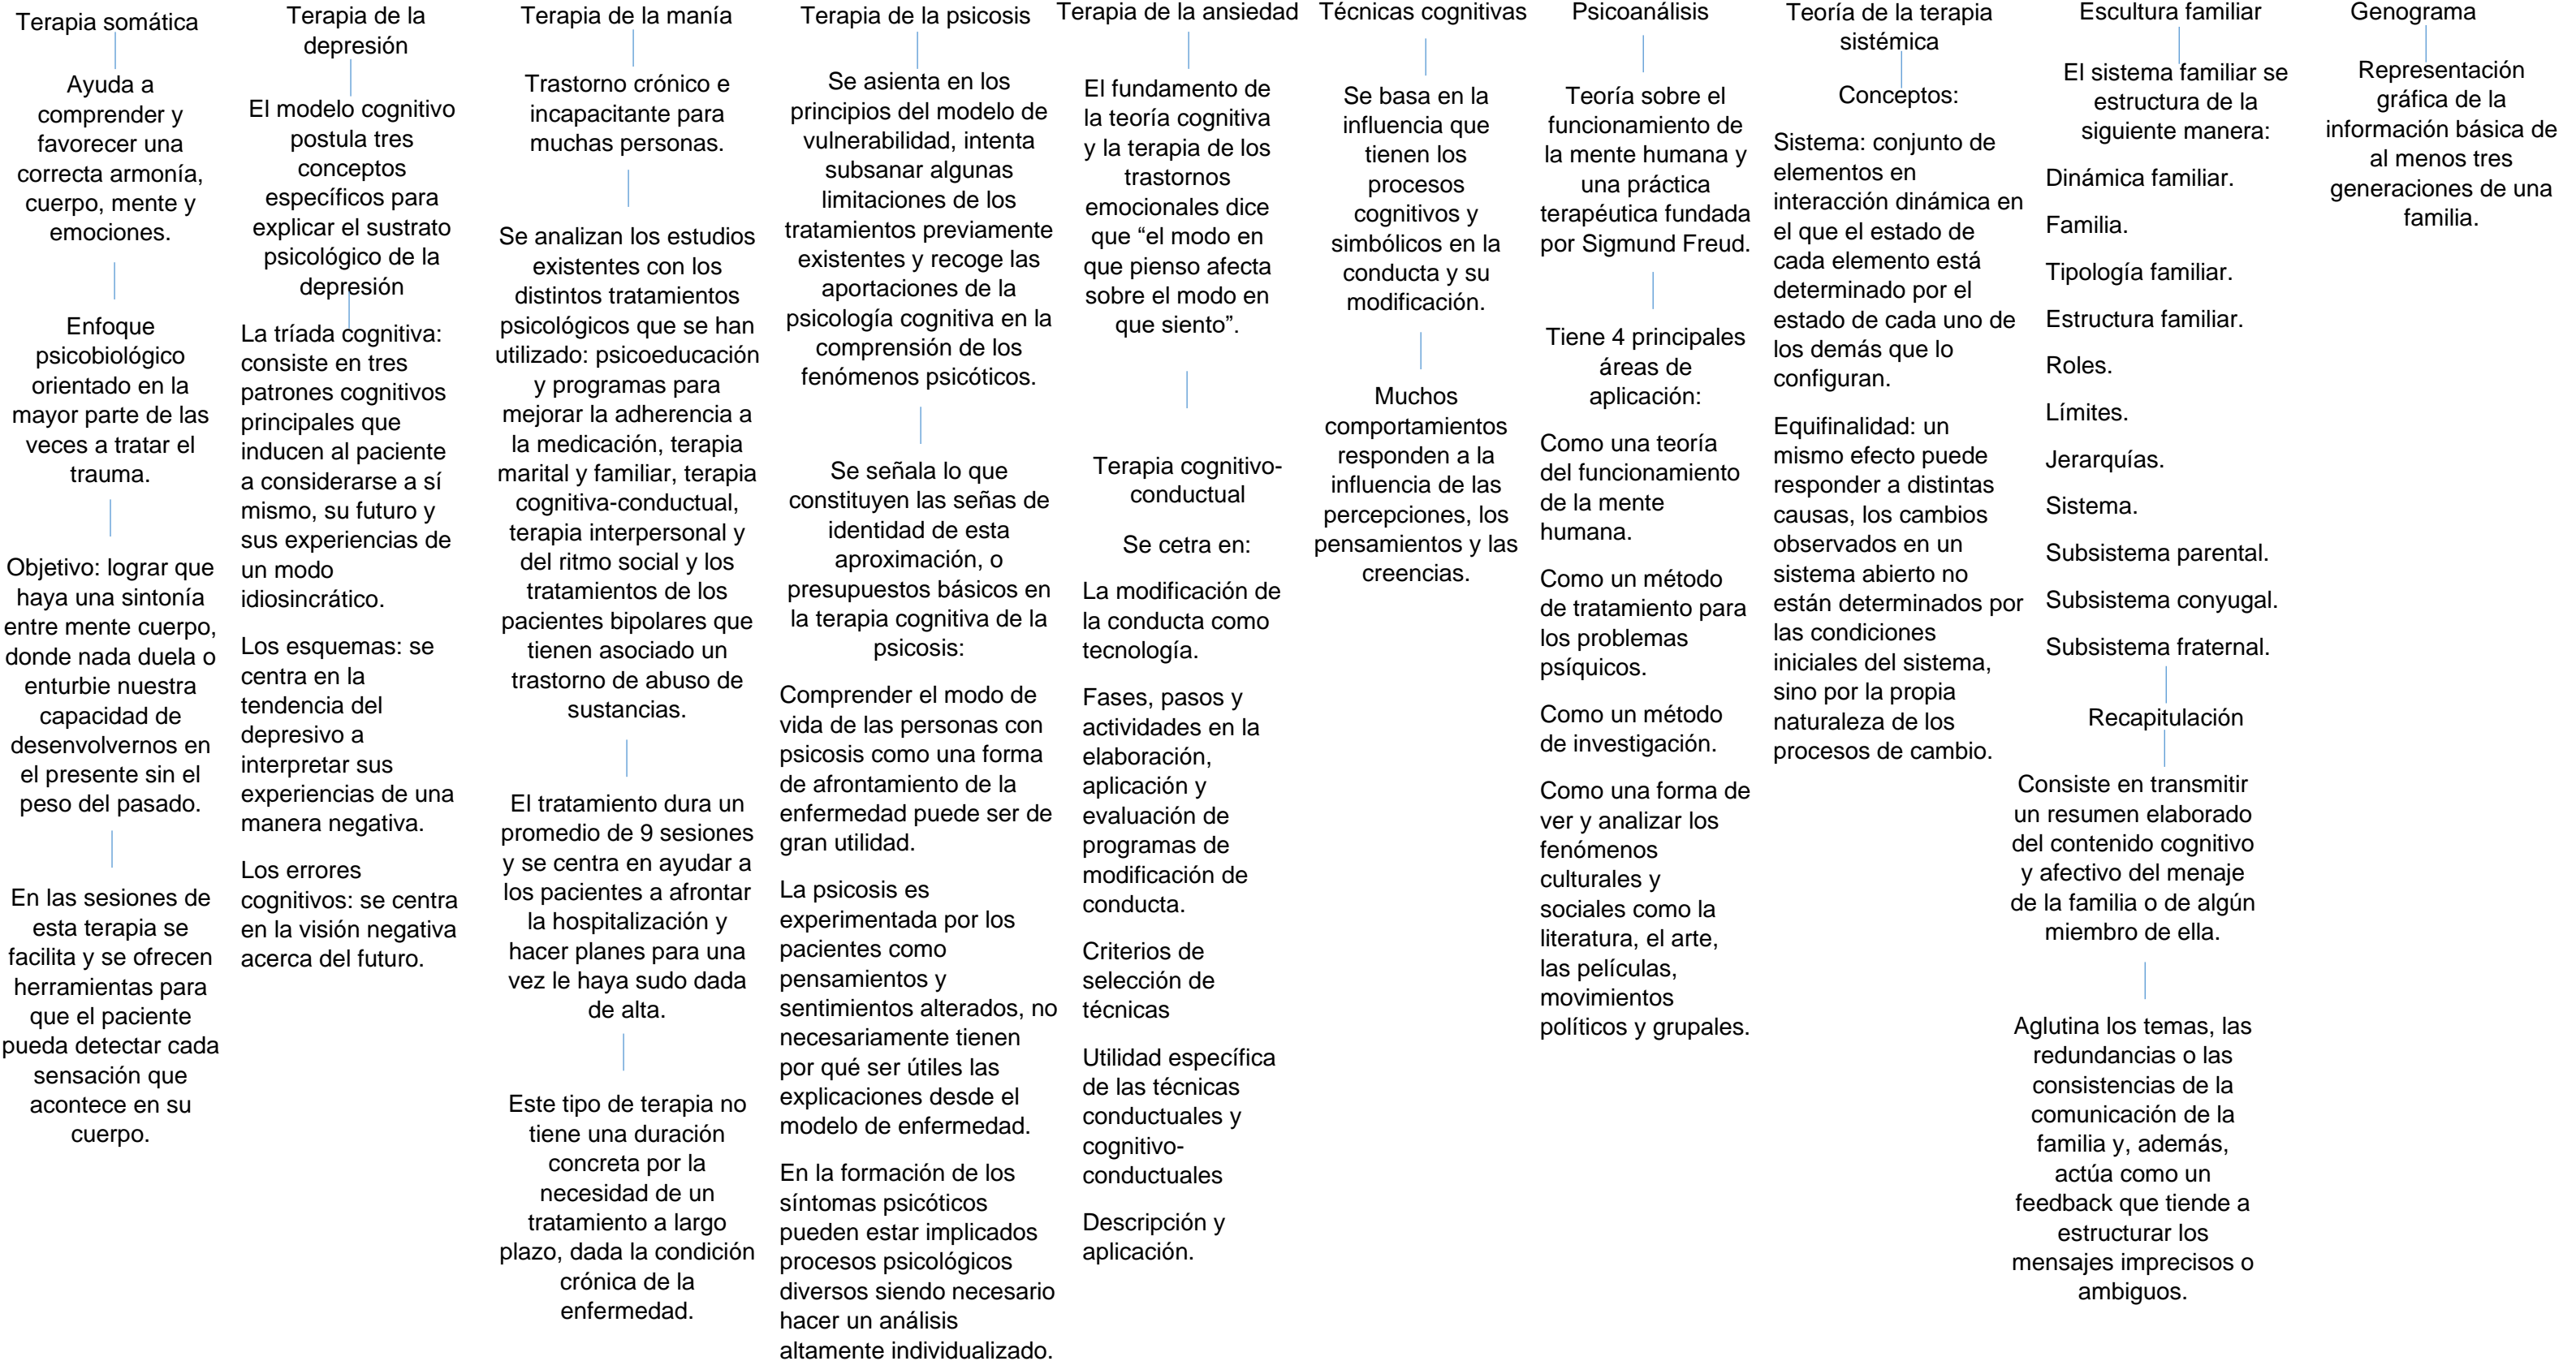 Terapia somática
Ayuda a
comprender y
favorecer una
correcta armonía,
cuerpo, mente y
emociones.
Enfoque
psicobiológico
orientado en la
mayor parte de las
veces a tratar el
trauma.
Objetivo: lograr que
haya una sintonía
entre mente cuerpo,
donde nada duela o
enturbie nuestra
capacidad de
desenvolvernos en
el presente sin el
peso del pasado.
En las sesiones de
esta terapia se
facilita y se ofrecen
herramientas para
que el paciente
pueda detectar cada
sensación que
acontece en su
cuerpo.
Terapia de la
depresión
El modelo cognitivo
postula tres
conceptos
específicos para
explicar el sustrato
psicológico de la
depresión
La tríada cognitiva:
consiste en tres
patrones cognitivos
principales que
inducen al paciente
a considerarse a sí
mismo, su futuro y
sus experiencias de
un modo
idiosincrático.
Los esquemas: se
centra en la
tendencia del
depresivo a
interpretar sus
experiencias de una
manera negativa.
Los errores
cognitivos: se centra
en la visión negativa
acerca del futuro.
Terapia de la manía
Trastorno crónico e
incapacitante para
muchas personas.
Se analizan los estudios
existentes con los
distintos tratamientos
psicológicos que se han
utilizado: psicoeducación
y programas para
mejorar la adherencia a
la medicación, terapia
marital y familiar, terapia
cognitiva-conductual,
terapia interpersonal y
del ritmo social y los
tratamientos de los
pacientes bipolares que
tienen asociado un
trastorno de abuso de
sustancias.
El tratamiento dura un
promedio de 9 sesiones
y se centra en ayudar a
los pacientes a afrontar
la hospitalización y
hacer planes para una
vez le haya sudo dada
de alta.
Este tipo de terapia no
tiene una duración
concreta por la
necesidad de un
tratamiento a largo
plazo, dada la condición
crónica de la
enfermedad.
Terapia de la psicosis
Se asienta en los
principios del modelo de
vulnerabilidad, intenta
subsanar algunas
limitaciones de los
tratamientos previamente
existentes y recoge las
aportaciones de la
psicología cognitiva en la
comprensión de los
fenómenos psicóticos.
Se señala lo que
constituyen las señas de
identidad de esta
aproximación, o
presupuestos básicos en
la terapia cognitiva de la
psicosis:
Comprender el modo de
vida de las personas con
psicosis como una forma
de afrontamiento de la
enfermedad puede ser de
gran utilidad.
La psicosis es
experimentada por los
pacientes como
pensamientos y
sentimientos alterados, no
necesariamente tienen
por qué ser útiles las
explicaciones desde el
modelo de enfermedad.
En la formación de los
síntomas psicóticos
pueden estar implicados
procesos psicológicos
diversos siendo necesario
hacer un análisis
altamente individualizado.
Terapia de la ansiedad
El fundamento de
la teoría cognitiva
y la terapia de los
trastornos
emocionales dice
que “el modo en
que pienso afecta
sobre el modo en
que siento”.
Terapia cognitivo-
conductual
Se cetra en:
La modificación de
la conducta como
tecnología.
Fases, pasos y
actividades en la
elaboración,
aplicación y
evaluación de
programas de
modificación de
conducta.
Criterios de
selección de
técnicas
Utilidad específica
de las técnicas
conductuales y
cognitivo-
conductuales
Descripción y
aplicación.
Técnicas cognitivas
Se basa en la
influencia que
tienen los
procesos
cognitivos y
simbólicos en la
conducta y su
modificación.
Muchos
comportamientos
responden a la
influencia de las
percepciones, los
pensamientos y las
creencias.
Psicoanálisis
Teoría sobre el
funcionamiento de
la mente humana y
una práctica
terapéutica fundada
por Sigmund Freud.
Tiene 4 principales
áreas de
aplicación:
Como una teoría
del funcionamiento
de la mente
humana.
Como un método
de tratamiento para
los problemas
psíquicos.
Como un método
de investigación.
Como una forma de
ver y analizar los
fenómenos
culturales y
sociales como la
literatura, el arte,
las películas,
movimientos
políticos y grupales.
Teoría de la terapia
sistémica
Conceptos:
Sistema: conjunto de
elementos en
interacción dinámica en
el que el estado de
cada elemento está
determinado por el
estado de cada uno de
los demás que lo
configuran.
Equifinalidad: un
mismo efecto puede
responder a distintas
causas, los cambios
observados en un
sistema abierto no
están determinados por
las condiciones
iniciales del sistema,
sino por la propia
naturaleza de los
procesos de cambio.
Escultura familiar
El sistema familiar se
estructura de la
siguiente manera:
Dinámica familiar.
Familia.
Tipología familiar.
Estructura familiar.
Roles.
Límites.
Jerarquías.
Sistema.
Subsistema parental.
Subsistema conyugal.
Subsistema fraternal.
Recapitulación
Consiste en transmitir
un resumen elaborado
del contenido cognitivo
y afectivo del menaje
de la familia o de algún
miembro de ella.
Aglutina los temas, las
redundancias o las
consistencias de la
comunicación de la
familia y, además,
actúa como un
feedback que tiende a
estructurar los
mensajes imprecisos o
ambiguos.
Genograma
Representación
gráfica de la
información básica de
al menos tres
generaciones de una
familia.